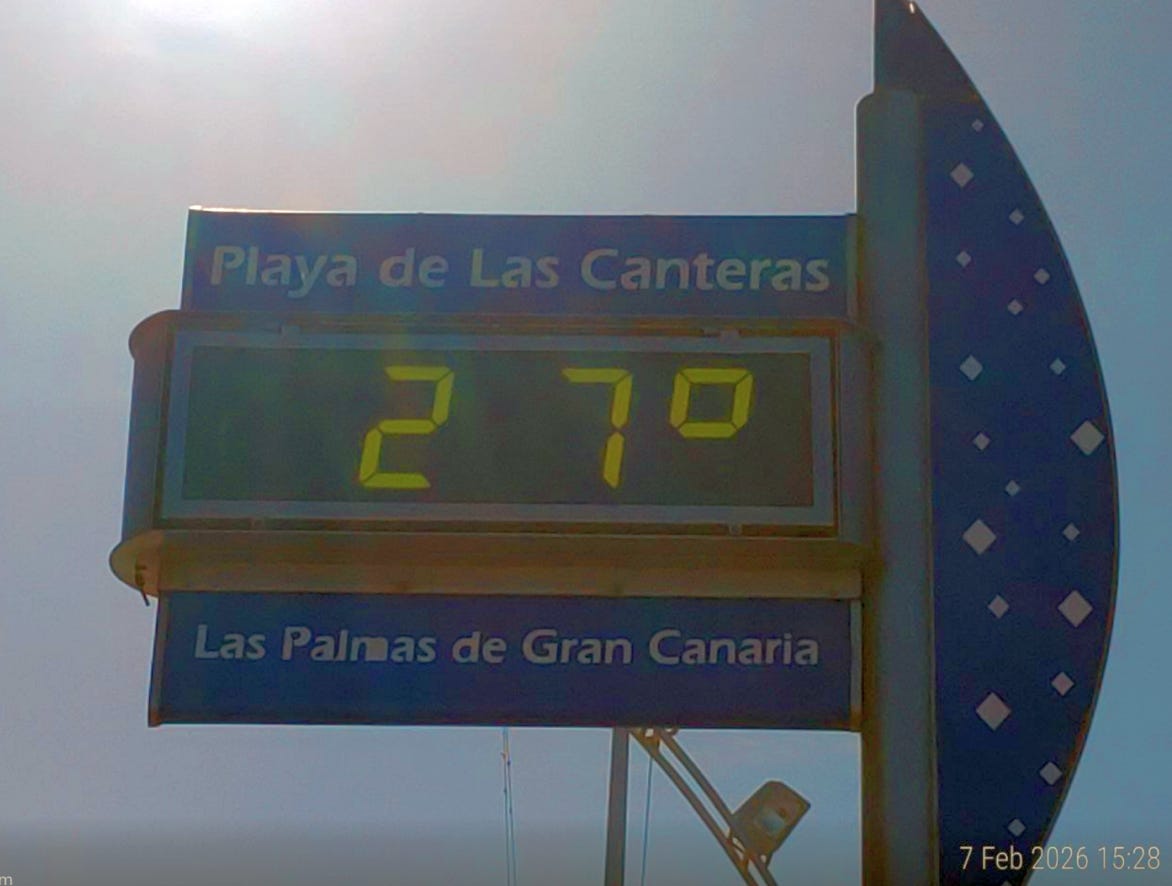 Playa de Las Canteras
27º
Las Palmas de Gran Canaria
7 Feb 2026 15:28
m